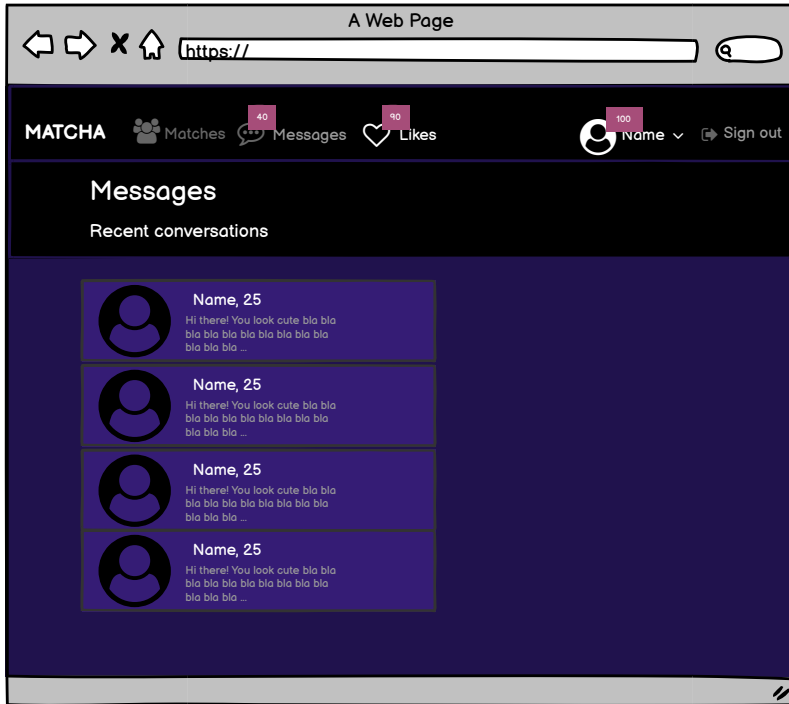 A Web Page
https://
40
90
100
MATCHA Matches Messages Likes Name Sign out
Messages
Recent conversations
Name, 25
Hi there! You look cute bla bla
bla bla bla bla bla bla bla bla
bla bla bla ...
Name, 25
Hi there! You look cute bla bla
bla bla bla bla bla bla bla bla
bla bla bla ...
Name, 25
Hi there! You look cute bla bla
bla bla bla bla bla bla bla bla
bla bla bla ...
Name, 25
Hi there! You look cute bla bla
bla bla bla bla bla bla bla bla
bla bla bla ...